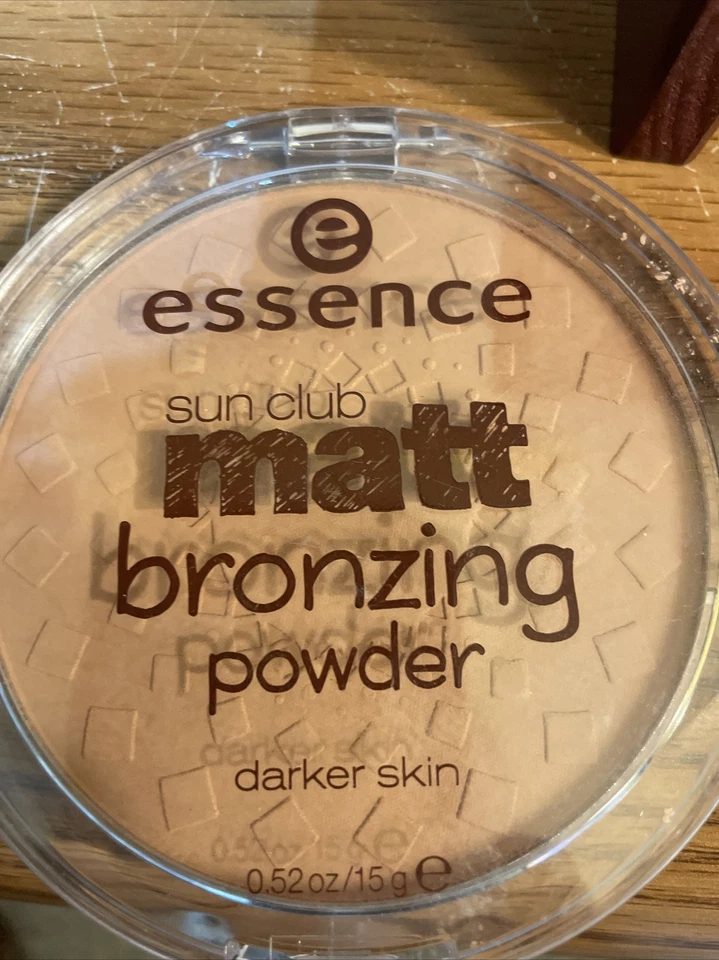 e
essence
sun club
matt
bronzing
powder
darker skin
0.52 oz/15 g ℮